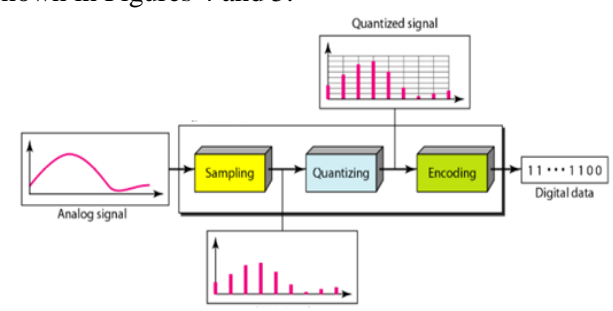 Quantized signal
Sampling
Quantizing
Encoding
11 ··· 1100
Digital data
Analog signal